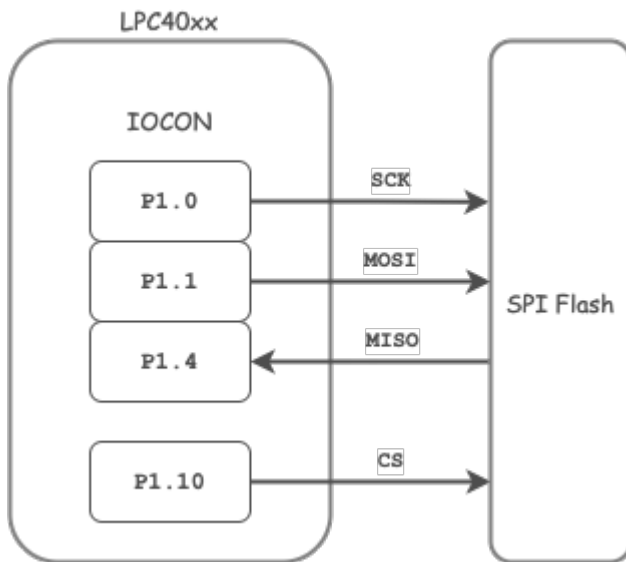 LPC40xx
IOCON
P1.0
SCK
P1.1
MOSI
P1.4
MISO
P1.10
CS
SPI Flash